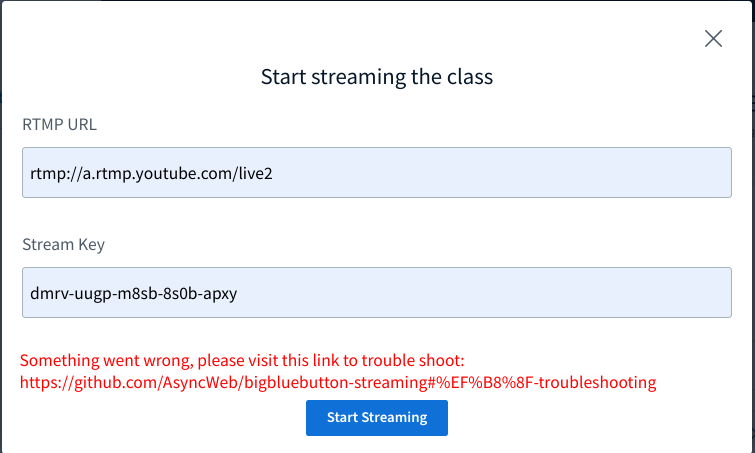 Start streaming the class
RTMP URL
rtmp://a.rtmp.youtube.com/live2
Stream Key
dmrv-uugp-m8sb-8s0b-apxy
Something went wrong, please visit this link to trouble shoot:
https://github.com/AsyncWeb/bigbluebutton-streaming#%EF%B8%8F-troubleshooting
Start Streaming